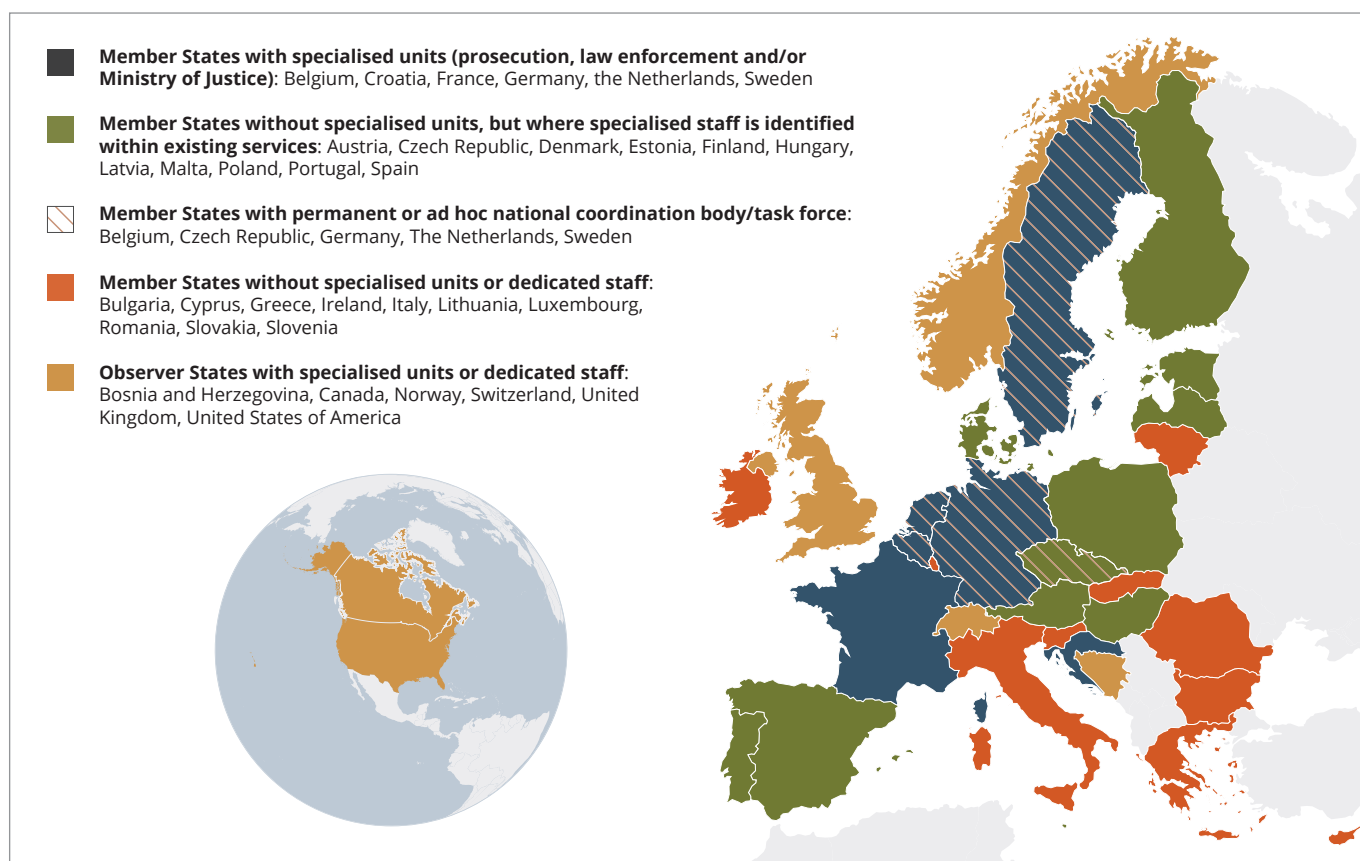 Member States with specialised units (prosecution, law enforcement and/or
Ministry of Justice): Belgium, Croatia, France, Germany, the Netherlands, Sweden
Member States without specialised units, but where specialised staff is identified
within existing services: Austria, Czech Republic, Denmark, Estonia, Finland, Hungary,
Latvia, Malta, Poland, Portugal, Spain
Member States with permanent or ad hoc national coordination body/task force:
Belgium, Czech Republic, Germany, The Netherlands, Sweden
Member States without specialised units or dedicated staff:
Bulgaria, Cyprus, Greece, Ireland, Italy, Lithuania, Luxembourg,
Romania, Slovakia, Slovenia
Observer States with specialised units or dedicated staff:
Bosnia and Herzegovina, Canada, Norway, Switzerland, United
Kingdom, United States of America